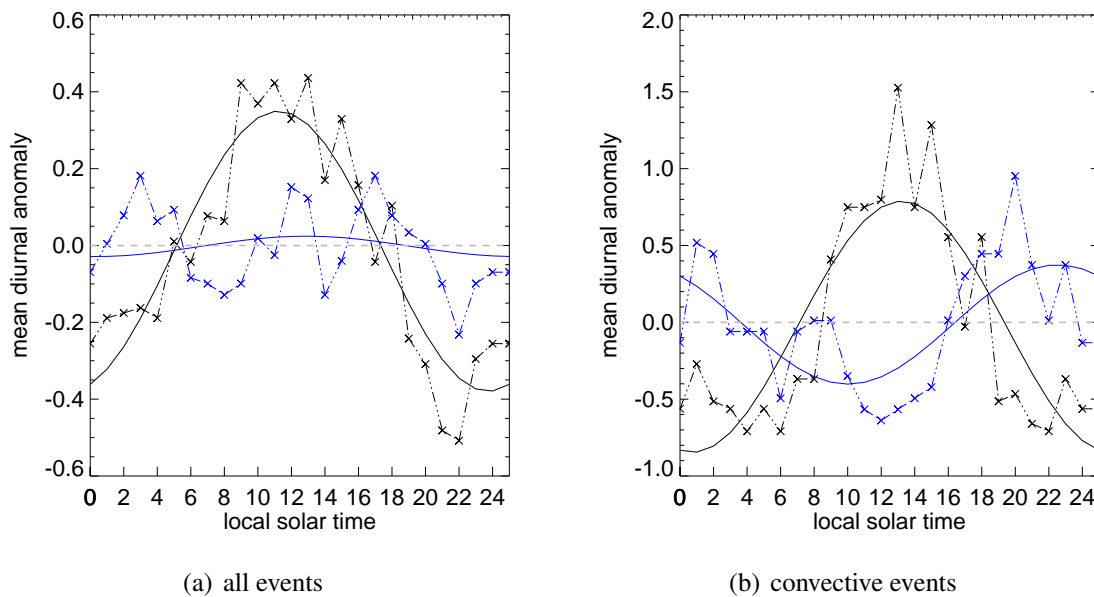 0.6
0.4
0.2
0.0
-0.2
-0.4
-0.6
mean diurnal anomaly
0 2 4 6 8 10 12 14 16 18 20 22 24
0
local solar time
(a) all events
2.0
1.5
1.0
0.5
0.0
-0.5
-1.0
mean diurnal anomaly
0 2 4 6 8 10 12 14 16 18 20 22 24
0
local solar time
(b) convective events